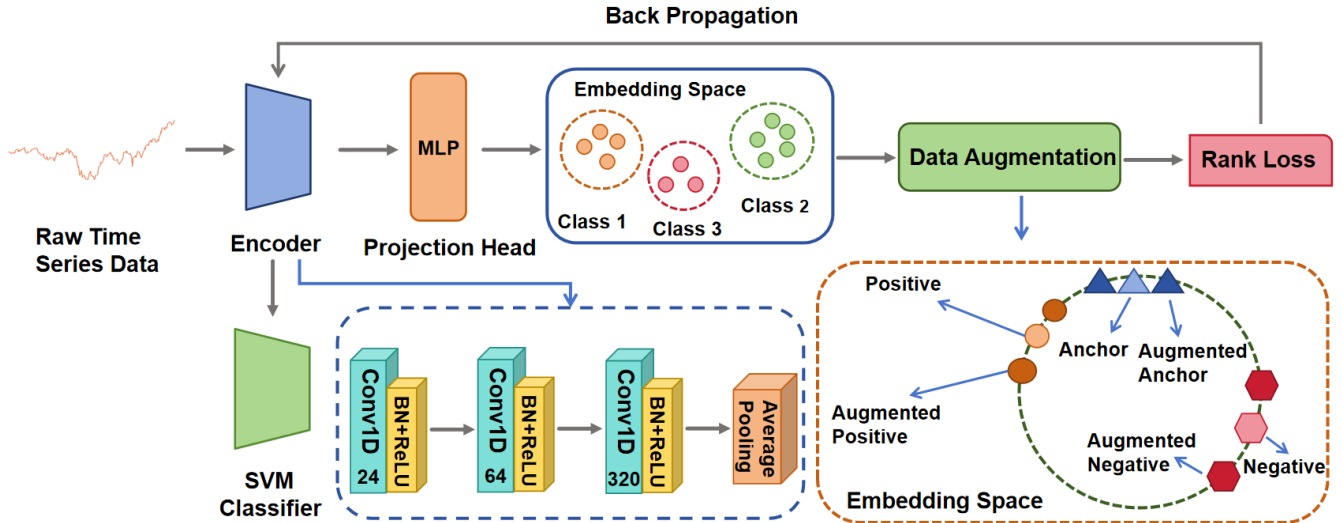 Back Propagation
Raw Time
Series Data
Encoder
MLP
Projection Head
Embedding Space
Class 1
Class 3
Class 2
Data Augmentation
Rank Loss
SVM
Classifier
Conv1D
24
BN+ReLU
Conv1D
64
BN+ReLU
Conv1D
320
BN+ReLU
Average
Pooling
Positive
Anchor
Augmented
Anchor
Augmented
Positive
Augmented
Negative
Negative
Embedding Space